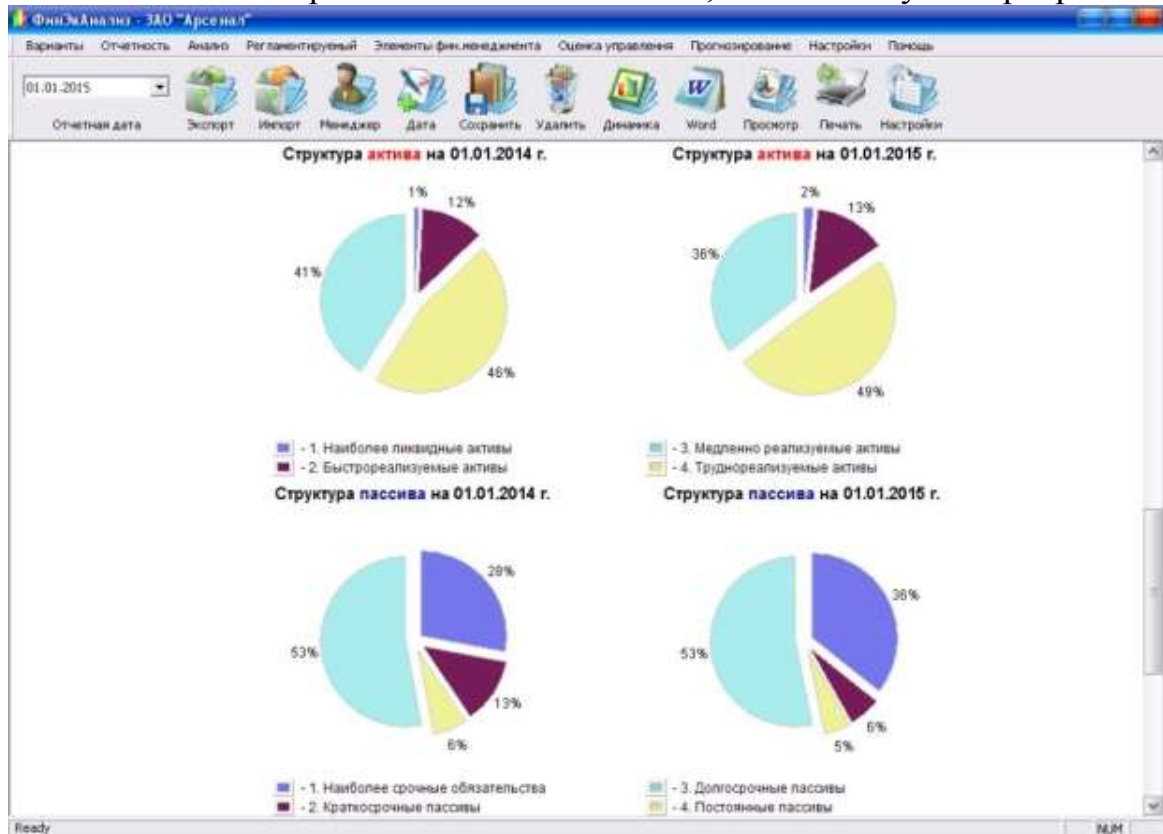 ФинЭкАнализ - ЗАО "Арсенал"
Варианты Отчетность Анализ Регламентируемый Элементы фин.менеджмента Оценка управления Прогнозирование Настройки Помощь
01.01.2015
Отчетная дата Экспорт Импорт Менеджер Дата Сохранить Удалить Динамика Word Просмотр Печать Настройки
Структура актива на 01.01.2014 г. Структура актива на 01.01.2015 г.
1% 2%
12% 13%
41% 36%
46% 49%
- 1. Наиболее ликвидные активы - 3. Медленно реализуемые активы
- 2. Быстрореализуемые активы - 4. Труднореализуемые активы
Структура пассива на 01.01.2014 г. Структура пассива на 01.01.2015 г.
28% 36%
53% 53%
13% 6%
6% 5%
- 1. Наиболее срочные обязательства - 3. Долгосрочные пассивы
- 2. Краткосрочные пассивы - 4. Постоянные пассивы
Ready NUM